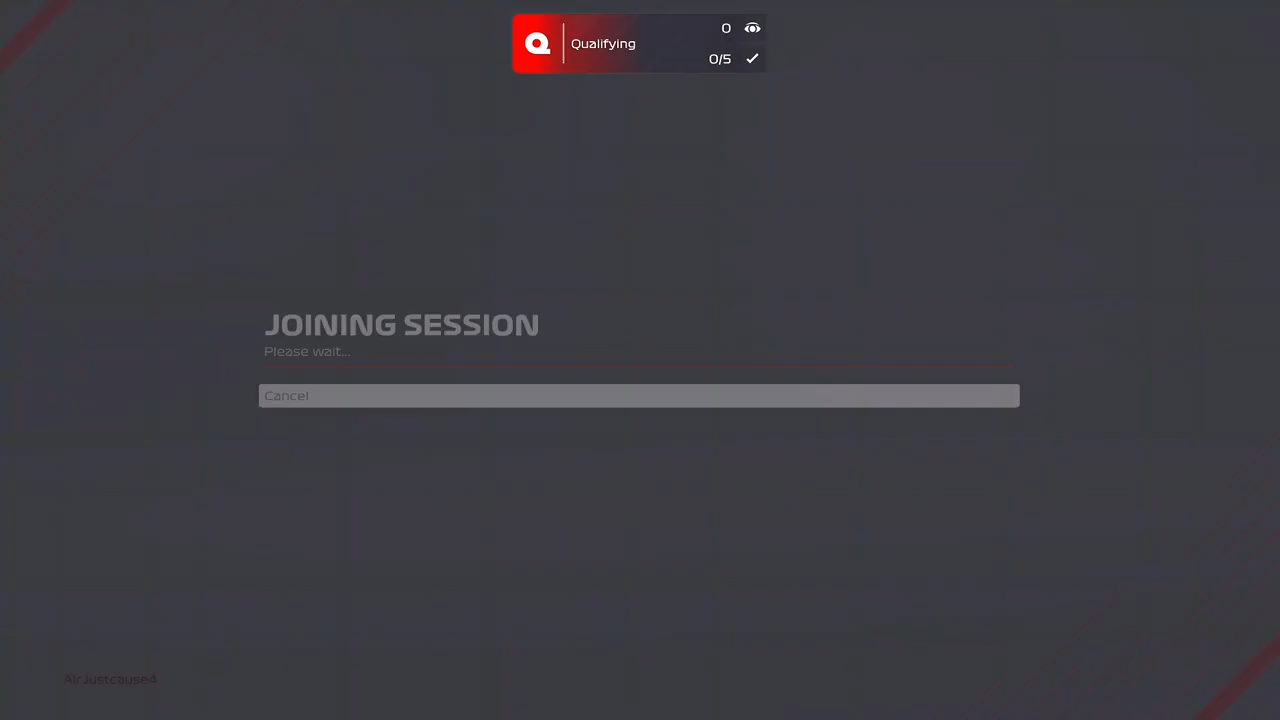 Q
Qualifying
0
0/5
JOINING SESSION
Please wait...
Cancel
AirJustcause4